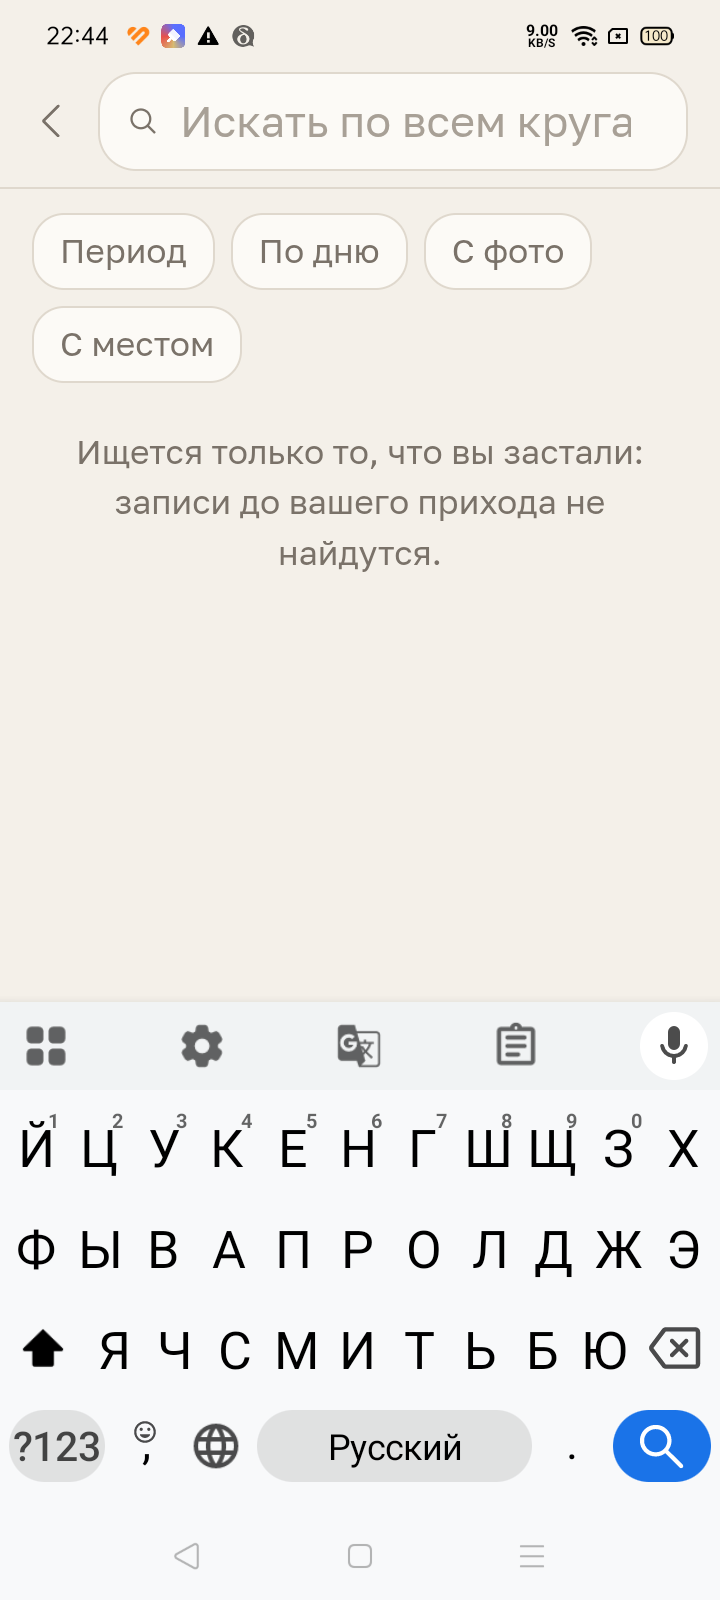 22:44
9.00
KB/S
100
Искать по всем круга
Период
По дню
С фото
С местом
Ищется только то, что вы застали:
записи до вашего прихода не
найдутся.
1 2 3 4 5 6 7 8 9 0
Й Ц У К Е Н Г Ш Щ З Х
Ф Ы В А П Р О Л Д Ж Э
Я Ч С М И Т Ь Б Ю
?123 , Русский .